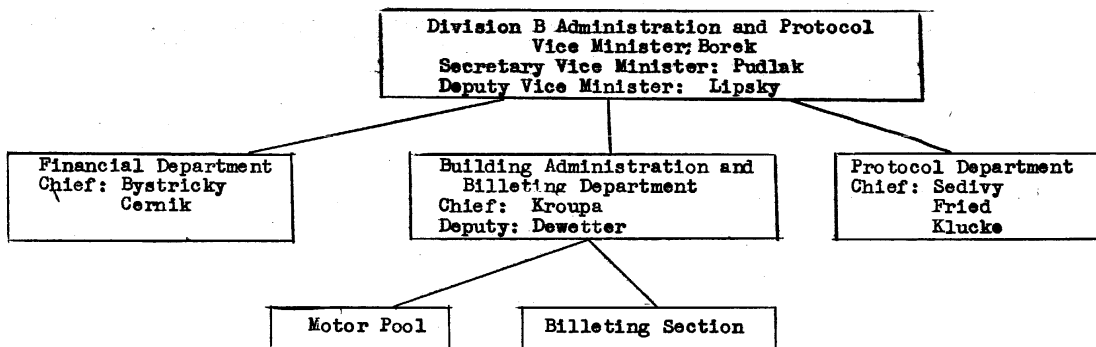 Division B Administration and Protocol
Vice Minister: Borek
Secretary Vice Minister: Pudlak
Deputy Vice Minister: Lipsky
Financial Department
Chief: Bystricky
Cernik
Building Administration and
Billeting Department
Chief: Kroupa
Deputy: Dewetter
Protocol Department
Chief: Sedivy
Fried
Klucke
Motor Pool
Billeting Section